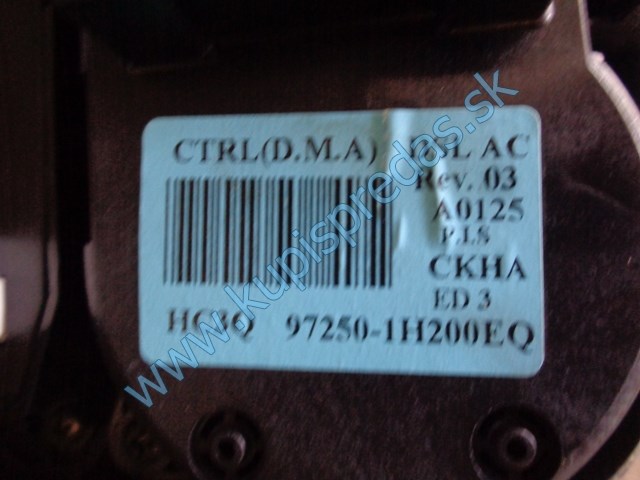 CTRL(D.M.A) AC
Rev. 03
A0125
P.I.S
CKHA
ED 3
97250-1H200EQ
www.kupispredas.sk